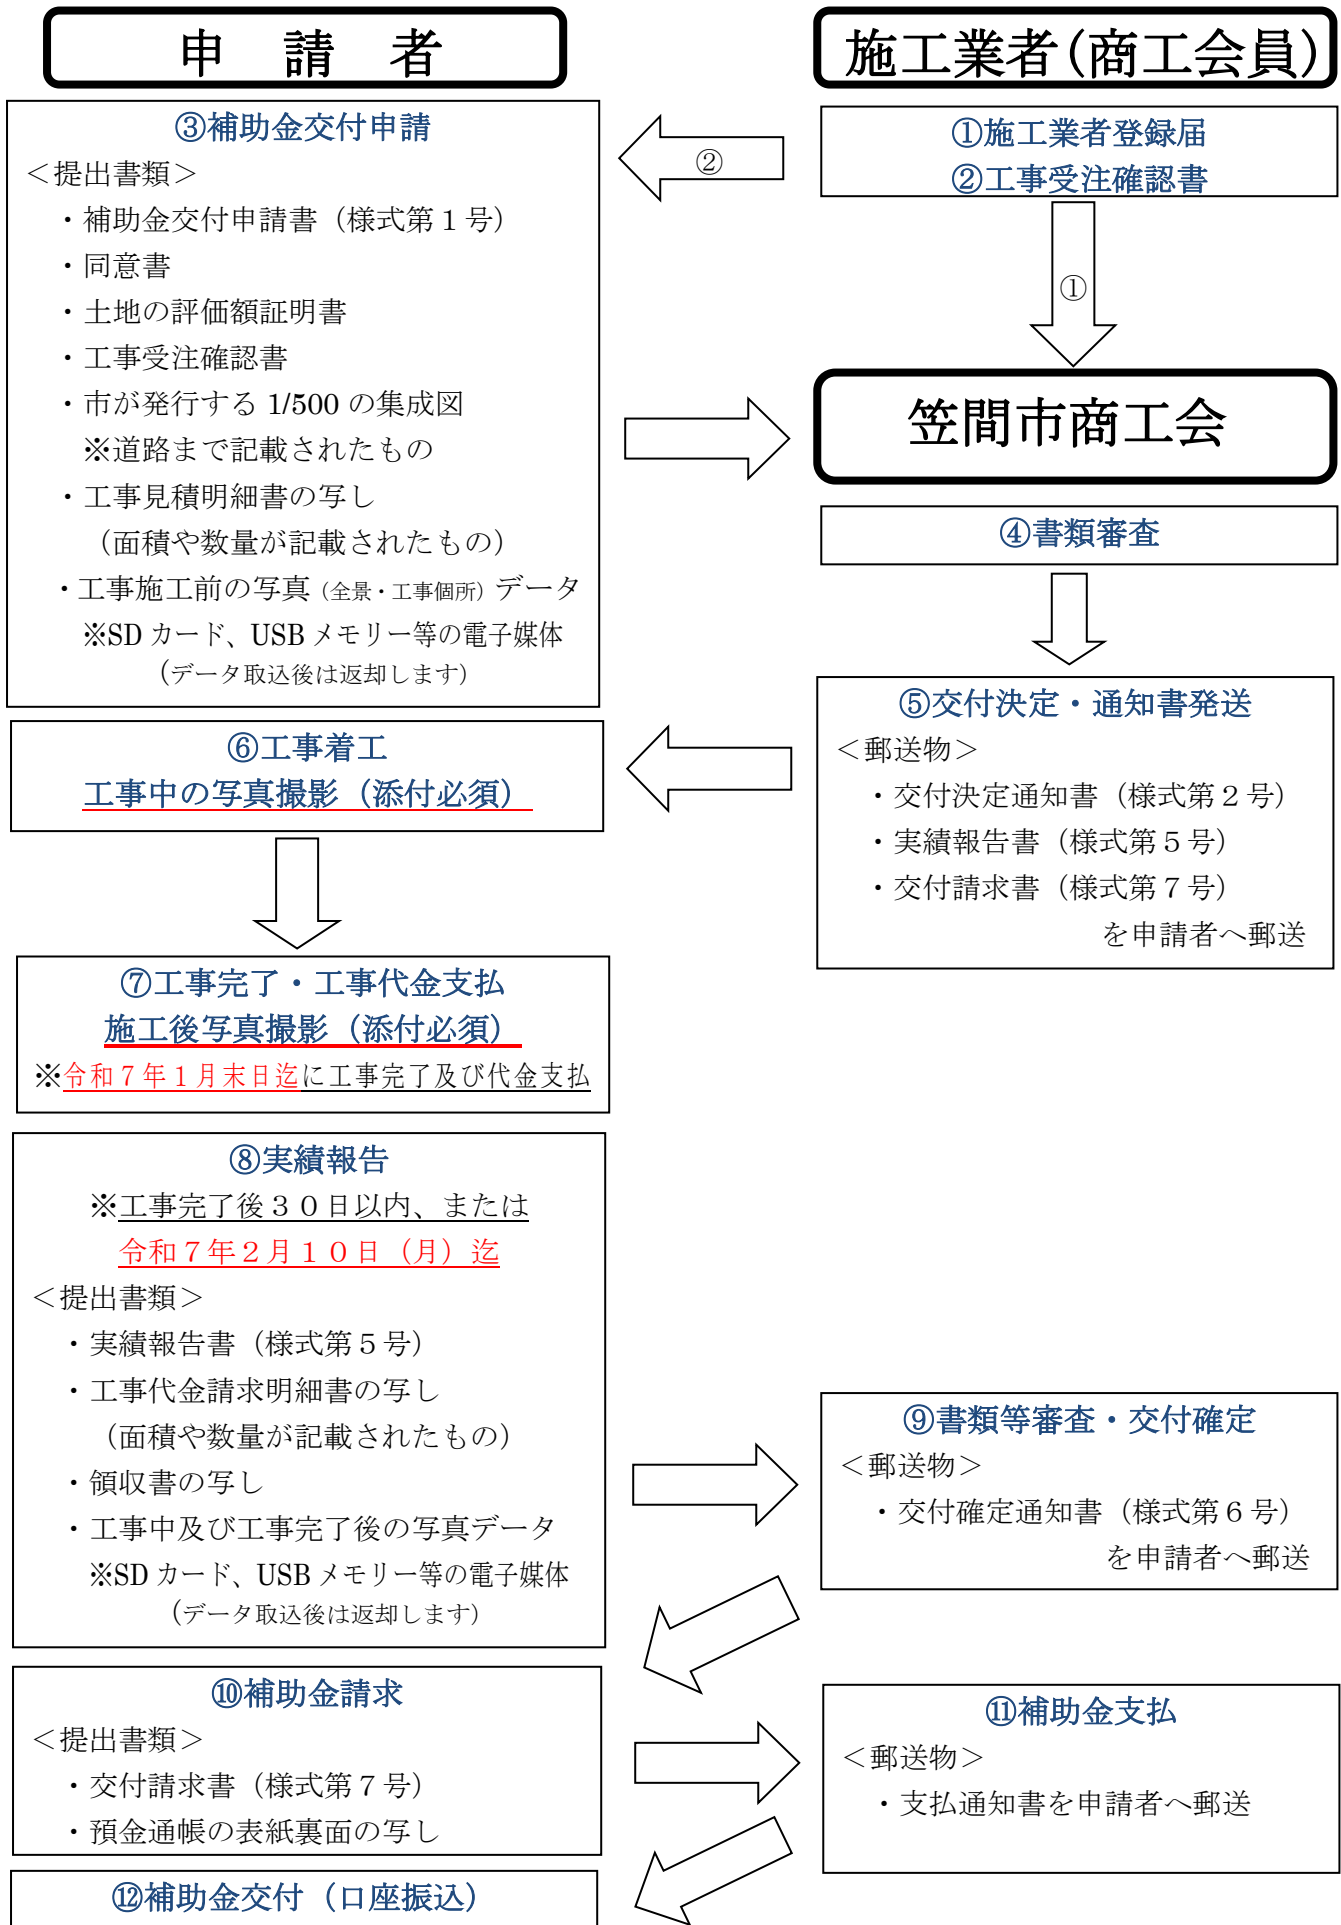 申　請　者
施工業者(商工会員)
③補助金交付申請
＜提出書類＞
・補助金交付申請書（様式第１号）
・同意書
・土地の評価額証明書
・工事受注確認書
・市が発行する 1/500 の集成図
※道路まで記載されたもの
・工事見積明細書の写し
（面積や数量が記載されたもの）
・工事施工前の写真（全景・工事個所）データ
※SD カード、USB メモリー等の電子媒体
（データ取込後は返却します）
②
①施工業者登録届
②工事受注確認書
①
笠間市商工会
④書類審査
⑤交付決定・通知書発送
＜郵送物＞
・交付決定通知書（様式第２号）
・実績報告書（様式第５号）
・交付請求書（様式第７号）
を申請者へ郵送
⑥工事着工
工事中の写真撮影（添付必須）
⑦工事完了・工事代金支払
施工後写真撮影（添付必須）
※令和７年１月末日迄に工事完了及び代金支払
⑧実績報告
※工事完了後３０日以内、または
令和７年２月１０日（月）迄
＜提出書類＞
・実績報告書（様式第５号）
・工事代金請求明細書の写し
（面積や数量が記載されたもの）
・領収書の写し
・工事中及び工事完了後の写真データ
※SD カード、USB メモリー等の電子媒体
（データ取込後は返却します）
⑨書類等審査・交付確定
＜郵送物＞
・交付確定通知書（様式第６号）
を申請者へ郵送
⑩補助金請求
＜提出書類＞
・交付請求書（様式第７号）
・預金通帳の表紙裏面の写し
⑪補助金支払
＜郵送物＞
・支払通知書を申請者へ郵送
⑫補助金交付（口座振込）